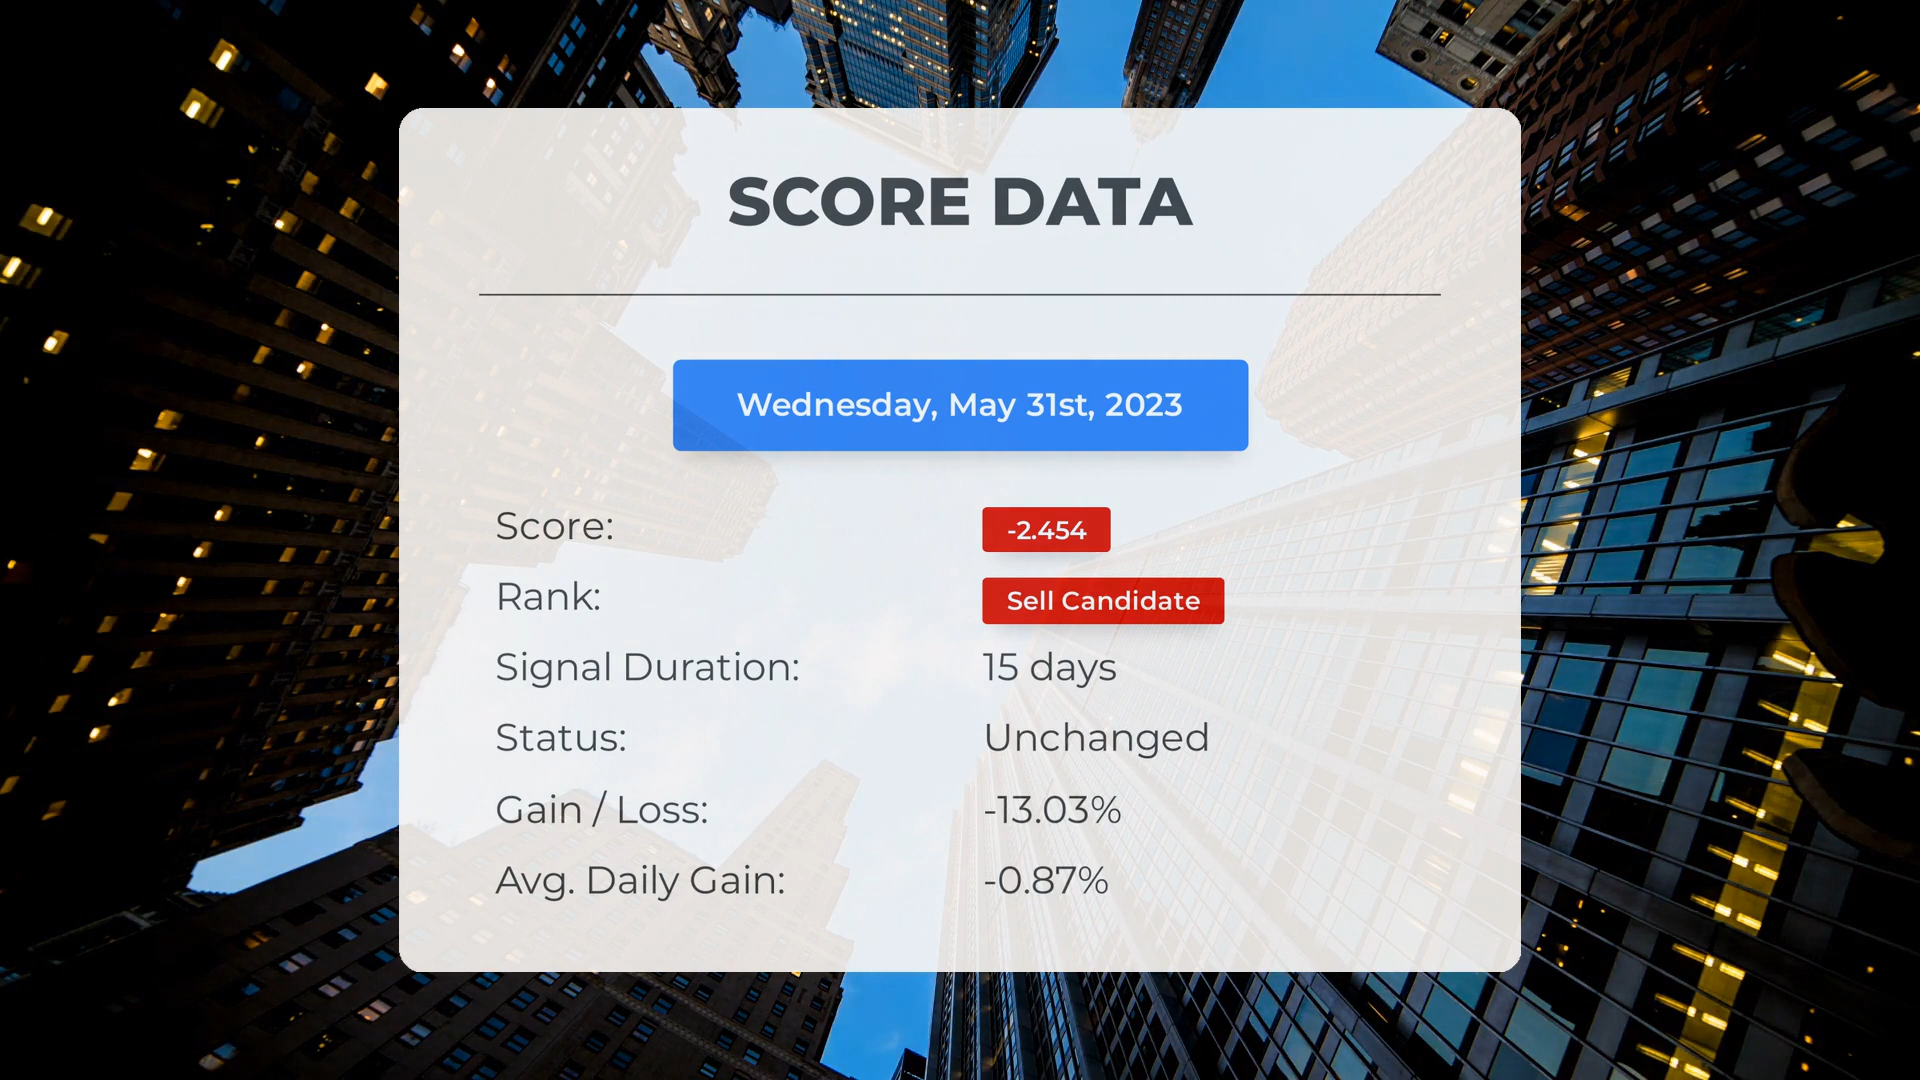 SCORE DATA
Wednesday, May 31st, 2023
Score: -2.454
Rank: Sell Candidate
Signal Duration: 15 days
Status: Unchanged
Gain / Loss: -13.03%
Avg. Daily Gain: -0.87%